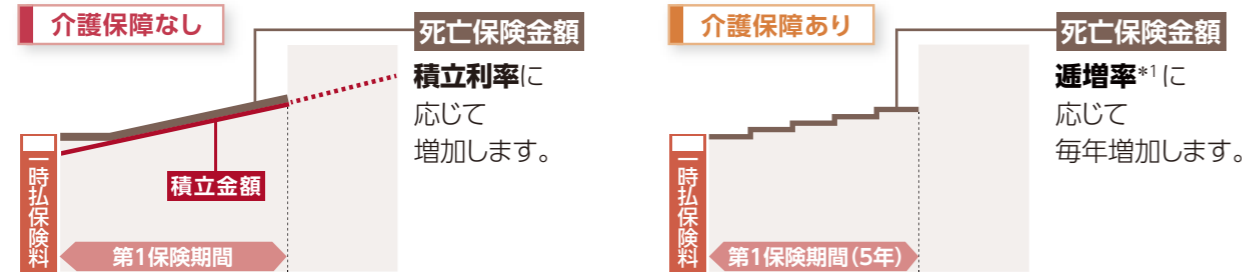 介護保障なし
死亡保険金額
積立利率に
応じて
増加します。
積立金額
一時払保険料
第1保険期間
介護保障あり
死亡保険金額
逓増率*1に
応じて
毎年増加します。
一時払保険料
第1保険期間(5年)